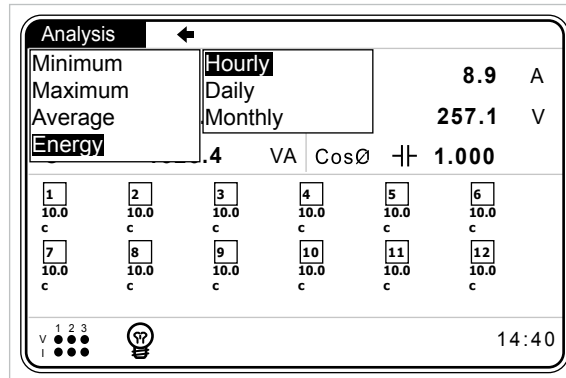 Analysis
Minimum
Maximum
Average
Energy
Hourly
Daily
Monthly
8.9 A
257.1 V
.4 VA CosØ 1.000
1 2 3 4 5 6
10.0 10.0 10.0 10.0 10.0 10.0
c c c c c c
7 8 9 10 11 12
10.0 10.0 10.0 10.0 10.0 10.0
c c c c c c
1 2 3
V
I
14:40